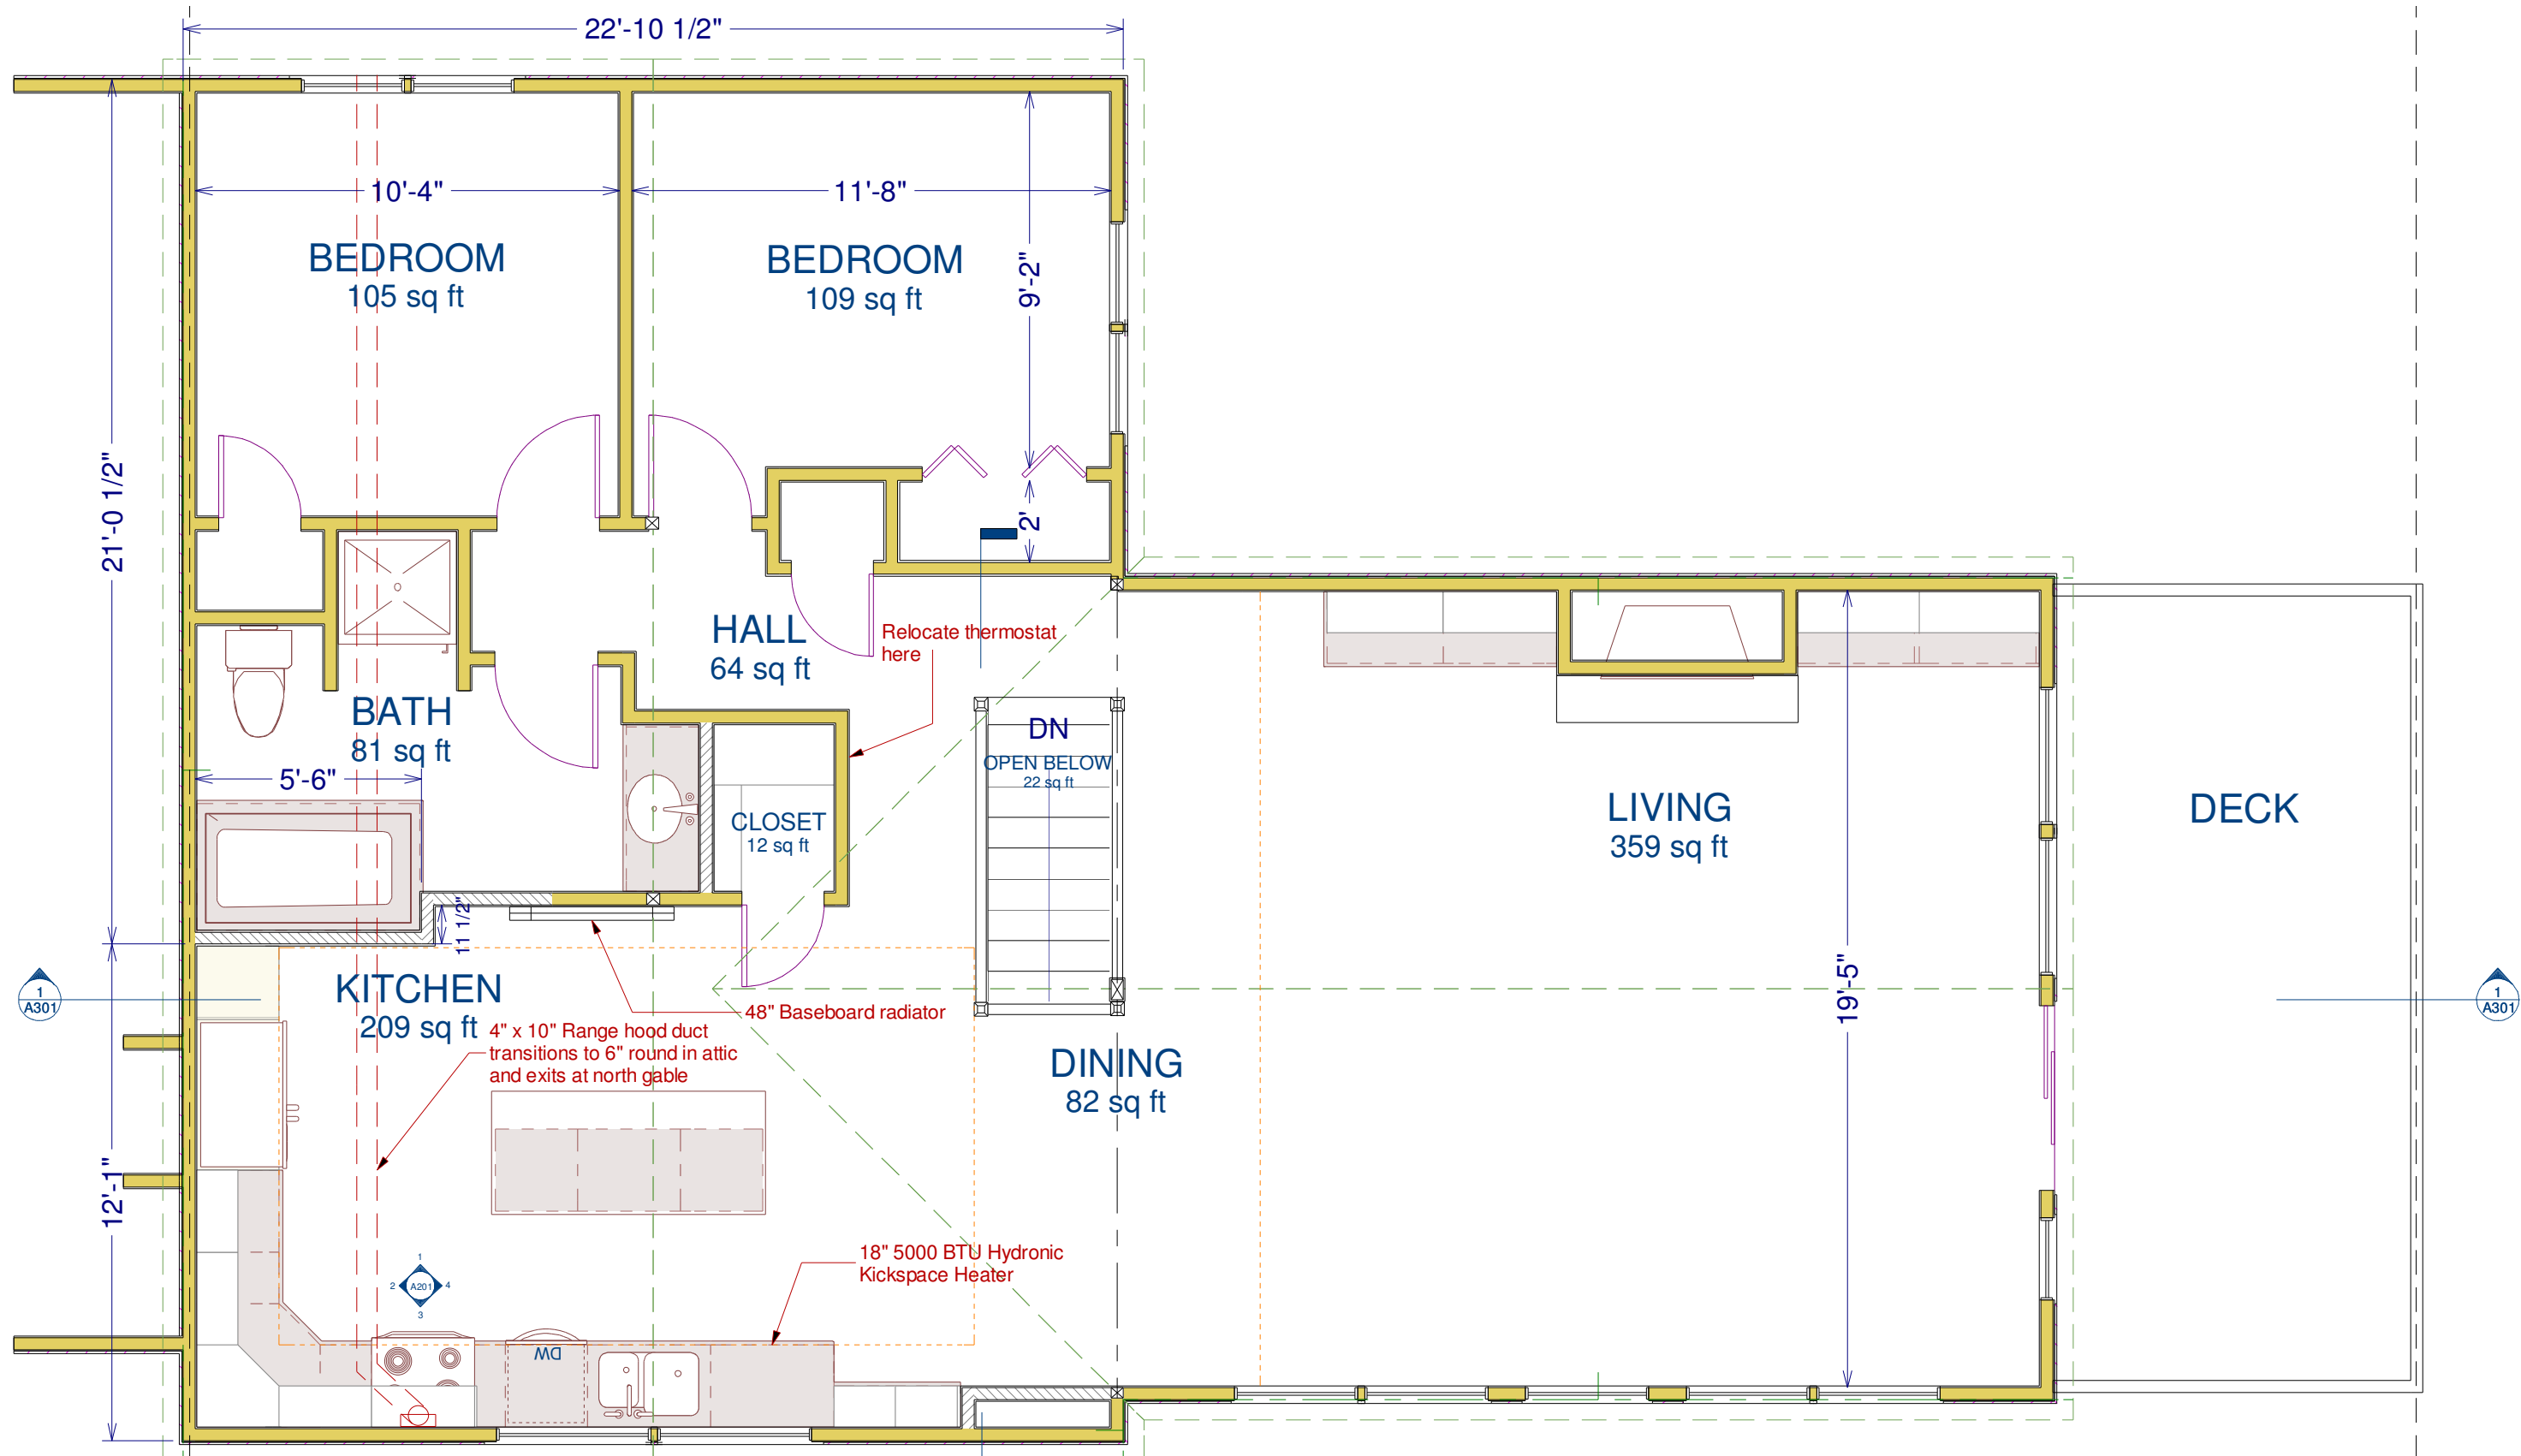 22'-10 1/2"
10'-4"
11'-8"
BEDROOM
105 sq ft
BEDROOM
109 sq ft
9'-2"
21'-0 1/2"
2'
HALL
64 sq ft
Relocate thermostat
here
BATH
81 sq ft
5'-6"
DN
OPEN BELOW
22 sq ft
CLOSET
12 sq ft
LIVING
359 sq ft
DECK
11 1/2"
KITCHEN
209 sq ft
48" Baseboard radiator
4" x 10" Range hood duct
transitions to 6" round in attic
and exits at north gable
1
A301
1
A301
19'-5"
DINING
82 sq ft
12'-1"
18" 5000 BTU Hydronic
Kickspace Heater
1
2 A201 4
3
DW